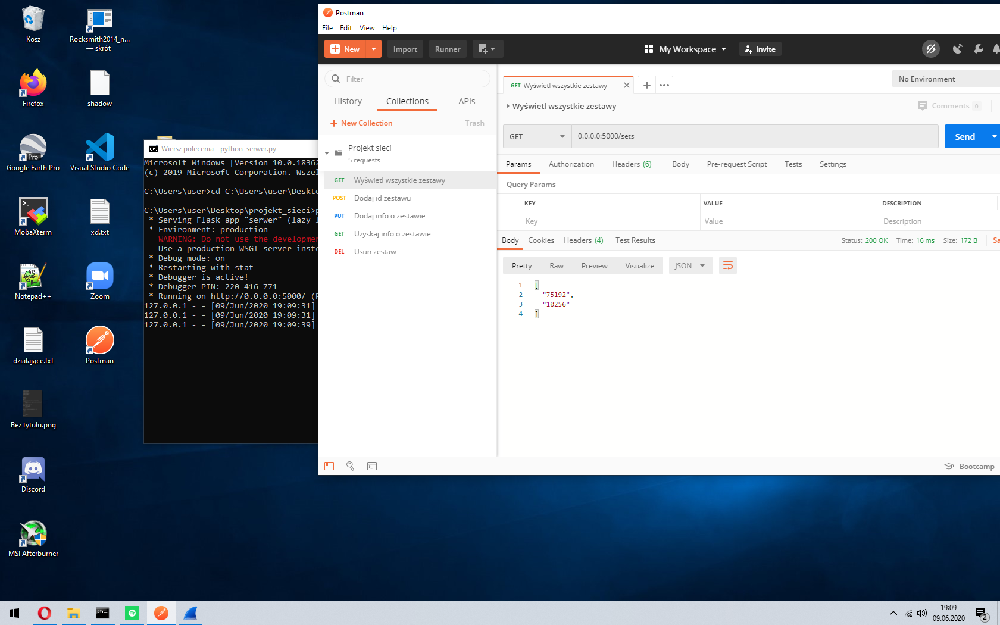 Kosz
Rocksmith2014_n...
— skrót
Firefox
shadow
Google Earth Pro
Pro
Visual Studio Code
MobaXterm
xd.txt
Notepad++
Zoom
działające.txt
Postman
Bez tytułu.png
Discord
MSI Afterburner
Wiersz polecenia - python  serwer.py
Microsoft Windows [Version 10.0.18362
(c) 2019 Microsoft Corporation. Wszel
C:\Users\user>cd C:\Users\user\Deskto
C:\Users\user\Desktop\projekt_sieci>p
* Serving Flask app "serwer" (lazy l
* Environment: production
WARNING: Do not use the developmen
Use a production WSGI server inste
* Debug mode: on
* Restarting with stat
* Debugger is active!
* Debugger PIN: 220-416-771
* Running on http://0.0.0.0:5000/ (P
127.0.0.1 - - [09/Jun/2020 19:09:31]
127.0.0.1 - - [09/Jun/2020 19:09:31]
127.0.0.1 - - [09/Jun/2020 19:09:39]
Postman
File Edit View Help
New Import Runner My Workspace Invite
Filter
History Collections APIs
New Collection Trash
Projekt sieci
5 requests
GET Wyświetl wszystkie zestawy
POST Dodaj id zestawu
PUT Dodaj info o zestawie
GET Uzyskaj info o zestawie
DEL Usun zestaw
GET Wyświetl wszystkie zestawy
No Environment
Wyświetl wszystkie zestawy
Comments 0
GET 0.0.0.0:5000/sets Send
Params Authorization Headers (6) Body Pre-request Script Tests Settings
Query Params
KEY VALUE DESCRIPTION
Key Value Description
Body Cookies Headers (4) Test Results Status: 200 OK Time: 16 ms Size: 172 B Sa
Pretty Raw Preview Visualize JSON
1 [
2 "75192",
3 "10256"
4 ]
Bootcamp
19:09
09.06.2020
2